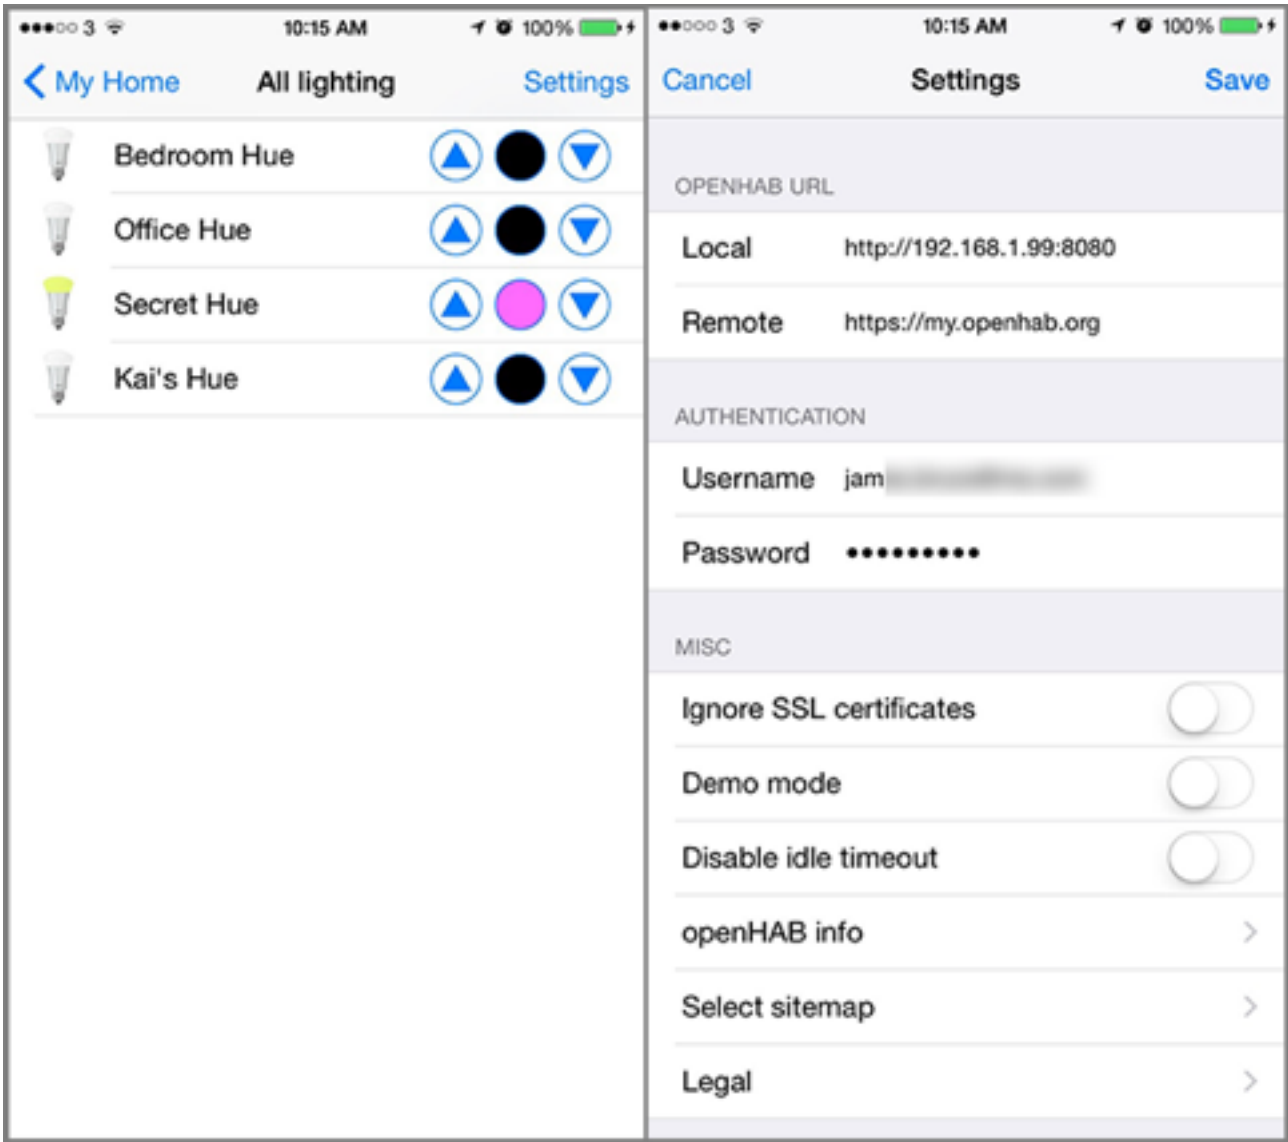 3 10:15 AM 100%
My Home All lighting Settings
Bedroom Hue
Office Hue
Secret Hue
Kai's Hue
3 10:15 AM 100%
Cancel Settings Save
OPENHAB URL
Local http://192.168.1.99:8080
Remote https://my.openhab.org
AUTHENTICATION
Username jam
Password •••••••••
MISC
Ignore SSL certificates
Demo mode
Disable idle timeout
openHAB info
Select sitemap
Legal